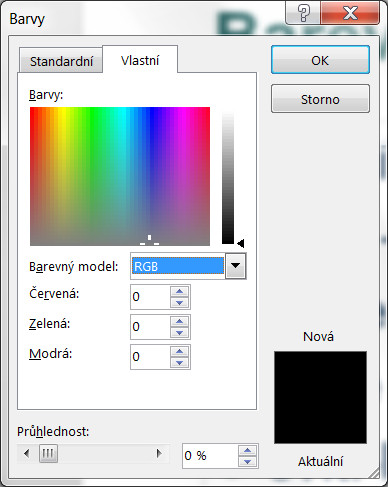 Barvy
Barev
Standardní
Vlastní
OK
Storno
Barvy:
Barevný model:
RGB
Červená:
0
Zelená:
0
Modrá:
0
Nová
Aktuální
Průhlednost:
0 %